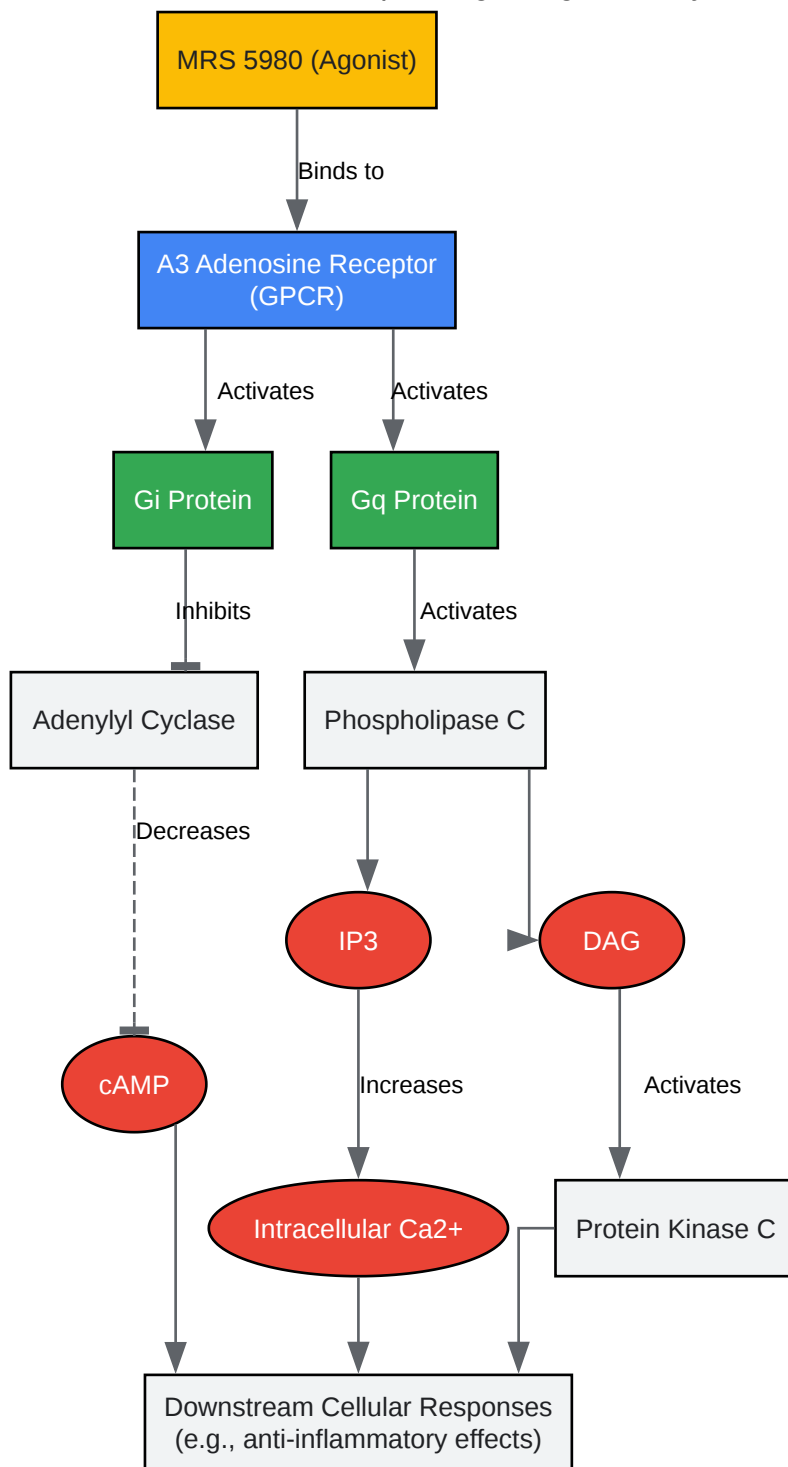 MRS 5980 (Agonist)
Binds to
A3 Adenosine Receptor
(GPCR)
Activates
Activates
Gi Protein
Gq Protein
Inhibits
Activates
Adenylyl Cyclase
Phospholipase C
Decreases
IP3
DAG
cAMP
Increases
Activates
Intracellular Ca2+
Protein Kinase C
Downstream Cellular Responses
(e.g., anti-inflammatory effects)